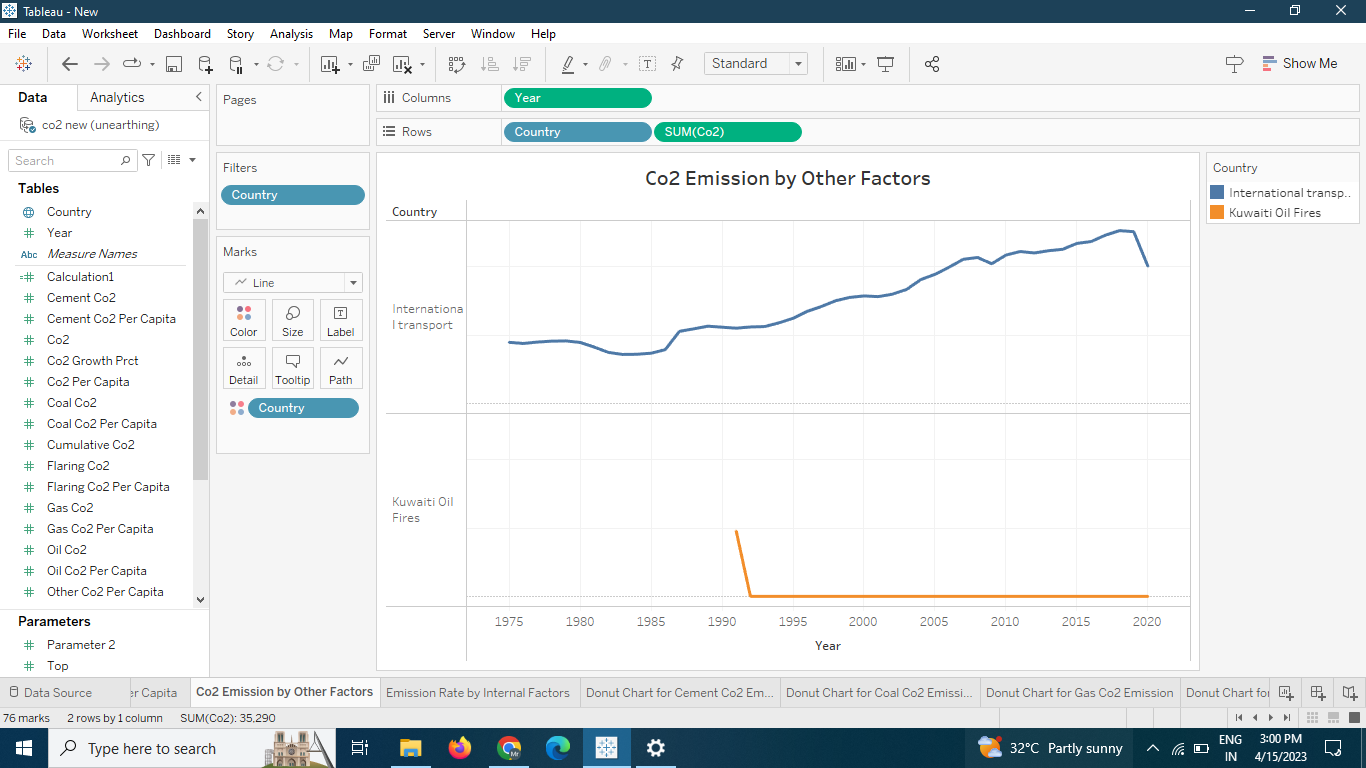 Tableau - New
File Data Worksheet Dashboard Story Analysis Map Format Server Window Help
Standard
Show Me
Data Analytics
co2 new (unearthing)
Search
Tables
Country
Year
Abc Measure Names
Calculation1
Cement Co2
Cement Co2 Per Capita
Co2
Co2 Growth Prct
Co2 Per Capita
Coal Co2
Coal Co2 Per Capita
Cumulative Co2
Flaring Co2
Flaring Co2 Per Capita
Gas Co2
Gas Co2 Per Capita
Oil Co2
Oil Co2 Per Capita
Other Co2 Per Capita
Parameters
Parameter 2
Top
Pages
Filters
Country
Marks
Line
Color Size Label
Detail Tooltip Path
Country
Columns Year
Rows Country SUM(Co2)
Co2 Emission by Other Factors
Country
Internationa
l transport
Kuwaiti Oil
Fires
1975 1980 1985 1990 1995 2000 2005 2010 2015 2020
Year
Country
International transp..
Kuwaiti Oil Fires
Data Source er Capita Co2 Emission by Other Factors Emission Rate by Internal Factors Donut Chart for Cement Co2 Em... Donut Chart for Coal Co2 Emissi... Donut Chart for Gas Co2 Emission Donut Chart for
76 marks 2 rows by 1 column SUM(Co2): 35,290
Type here to search
32°C Partly sunny
ENG
IN
3:00 PM
4/15/2023